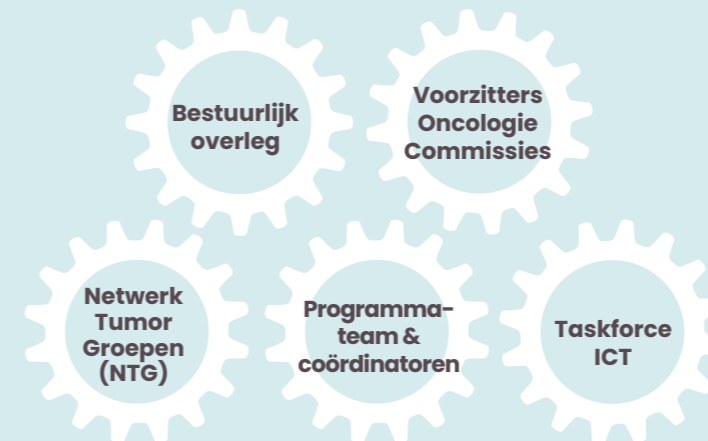 Bestuurlijk
overleg
Voorzitters
Oncologie
Commissies
Netwerk
Tumor
Groepen
(NTG)
Programma-
team &
coördinatoren
Taskforce
ICT